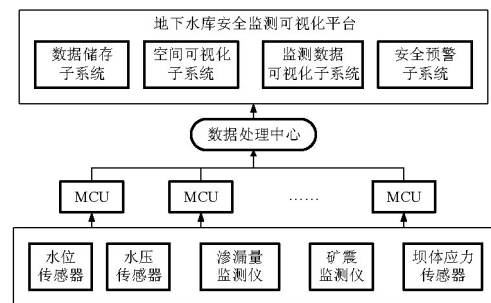 地下水库安全监测可视化平台
数据储存
子系统
空间可视化
子系统
监测数据
可视化子系统
安全预警
子系统
数据处理中心
MCU
MCU
……
MCU
水位
传感器
水压
传感器
渗漏量
监测仪
矿震
监测仪
坝体应力
传感器